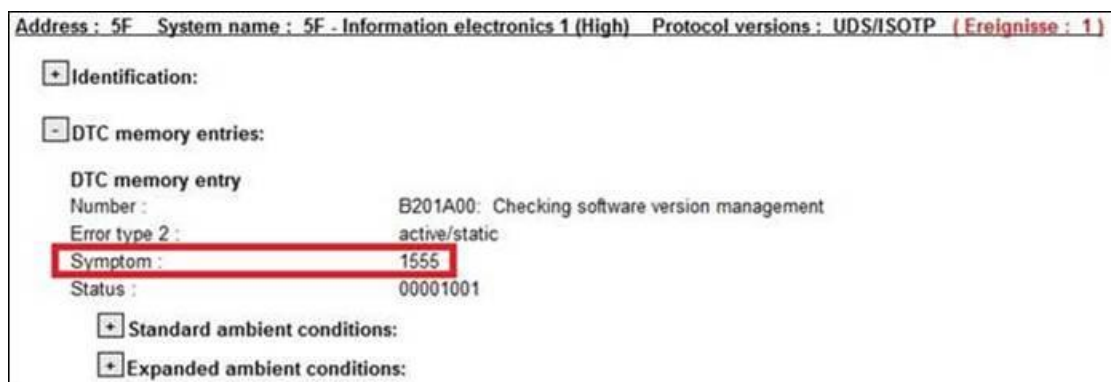 Address : 5F System name : 5F - Information electronics 1 (High) Protocol versions : UDS/ISOTP ( Ereignisse : 1 )
+ Identification:
- DTC memory entries:
DTC memory entry
Number : B201A00: Checking software version management
Error type 2 : active/static
Symptom : 1555
Status : 00001001
+ Standard ambient conditions:
+ Expanded ambient conditions: